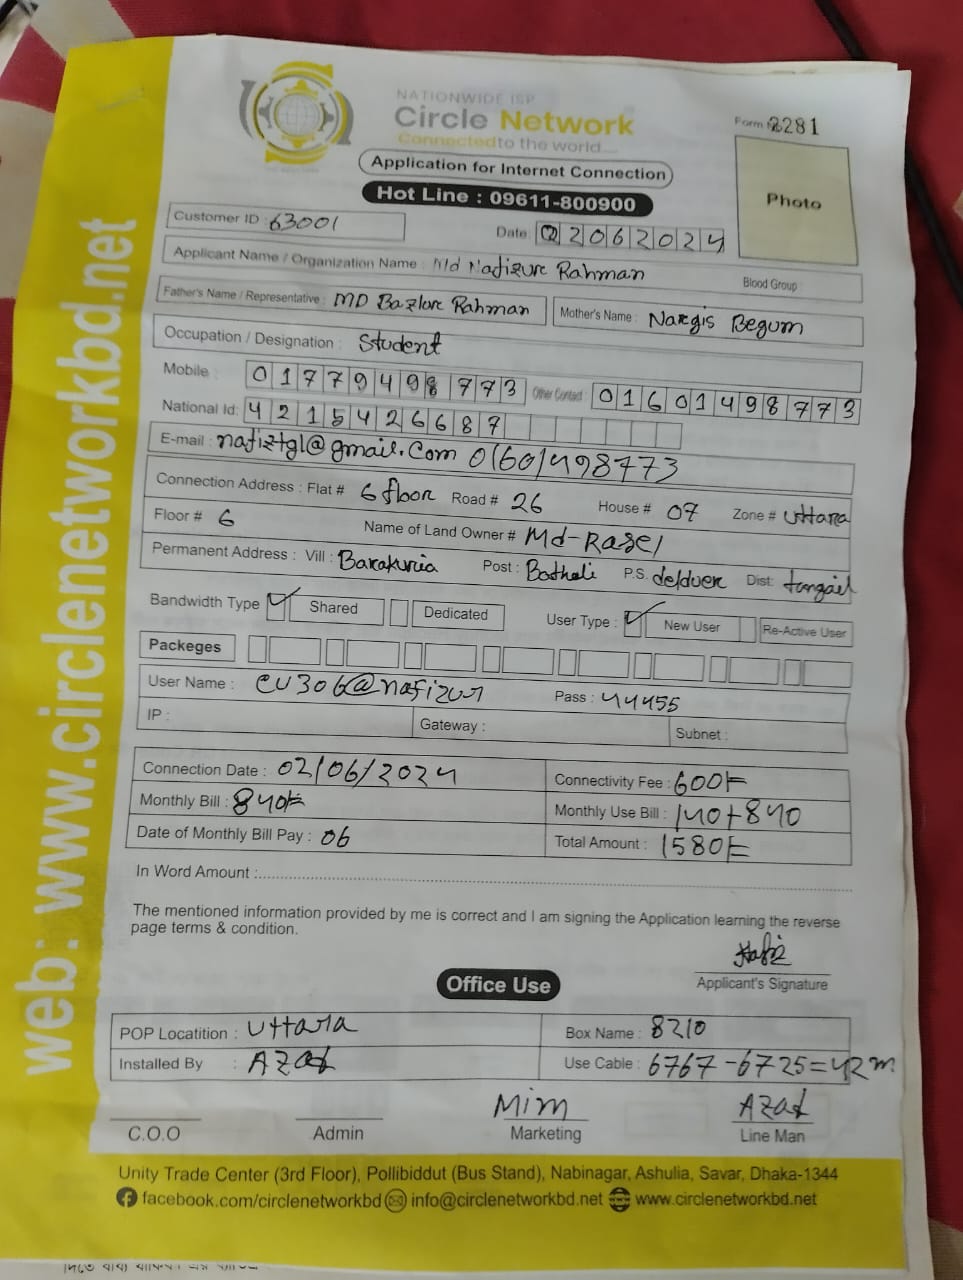 NATIONWIDE ISP
Circle Network
Connected to the world....
Form 2281
Application for Internet Connection
Hot Line : 09611-800900
Photo
Customer ID : 63001
Date: 02062024
Applicant Name / Organization Name : Md Nafizur Rahman
Blood Group :
Father's Name / Representative : MD Bazlur Rahman Mother's Name : Nargis Begum
Occupation / Designation : Student
Mobile : 01779498773 Other Contact : 01601498773
National Id: 4215426687
E-mail : nafiztgl@gmail.com 01601498773
Connection Address : Flat # 6 floor Road # 26 House # 07 Zone # Uttara
Floor # 6 Name of Land Owner # Md-Rasel
Permanent Address : Vill : Barakuria Post : Bathuli P.S. delduer Dist: tangail
Bandwidth Type ✓ Shared Dedicated User Type : ✓ New User Re-Active User
Packeges
User Name : cu306@nafizur Pass : 44455
IP : Gateway : Subnet :
Connection Date : 02/06/2024 Connectivity Fee : 600/=
Monthly Bill : 840/= Monthly Use Bill : 140+840
Date of Monthly Bill Pay : 06 Total Amount : 1580/=
In Word Amount :
The mentioned information provided by me is correct and I am signing the Application learning the reverse
page terms & condition.
Nafiz
Applicant's Signature
Office Use
POP Locatition : Uttara Box Name : 8210
Installed By : Azad Use Cable : 6767-6725=42m
Mim Azad
C.O.O Admin Marketing Line Man
Unity Trade Center (3rd Floor), Pollibiddut (Bus Stand), Nabinagar, Ashulia, Savar, Dhaka-1344
facebook.com/circlenetworkbd info@circlenetworkbd.net www.circlenetworkbd.net
web: www.circlenetworkbd.net